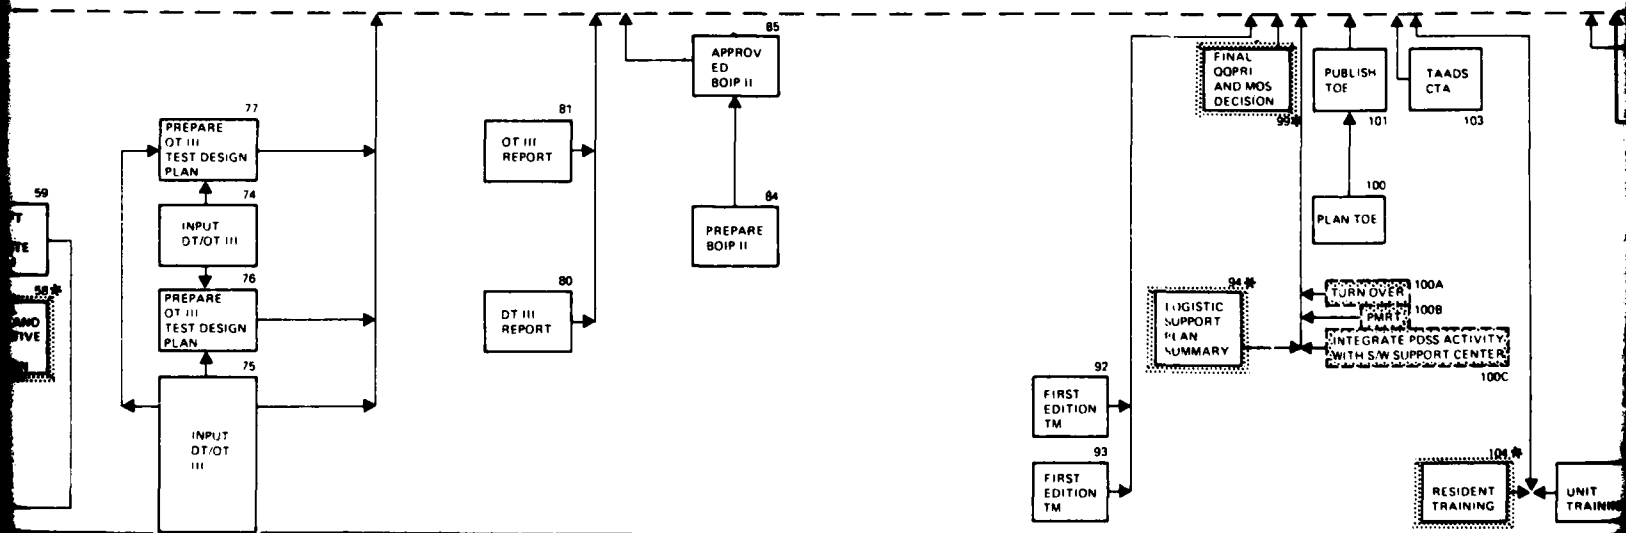 59
T
TE
58*
AND
TIVE
N
77
PREPARE
OT III
TEST DESIGN
PLAN
74
INPUT
DT/OT III
76
PREPARE
OT III
TEST DESIGN
PLAN
75
INPUT
DT/OT
III
81
OT III
REPORT
80
DT III
REPORT
85
APPROV
ED
BOIP II
84
PREPARE
BOIP II
92
FIRST
EDITION
TM
93
FIRST
EDITION
TM
FINAL
QQPRI
AND MOS
DECISION
99*
94*
LOGISTIC
SUPPORT
PLAN
SUMMARY
PUBLISH
TOE
101
100
PLAN TOE
TAADS
CTA
103
TURN OVER
100A
PMRT
100B
INTEGRATE PDSS ACTIVITY
WITH S/W SUPPORT CENTER
100C
104*
RESIDENT
TRAINING
UNIT
TRAINING